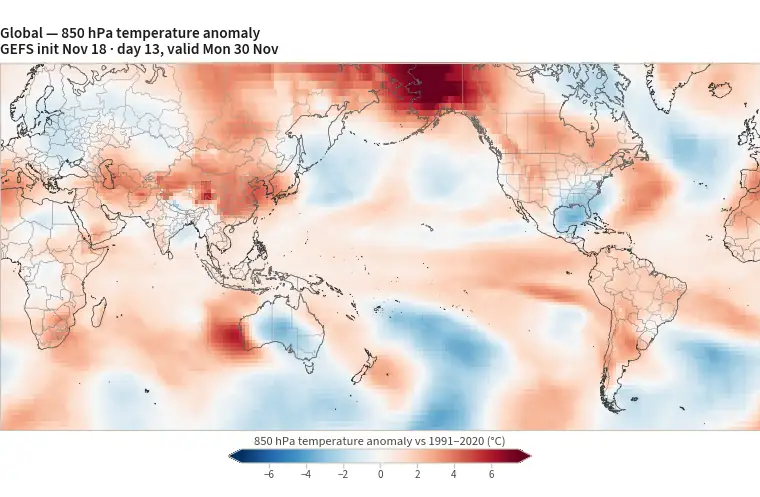 Global — 850 hPa temperature anomaly
GEFS init Nov 18 · day 13, valid Mon 30 Nov
850 hPa temperature anomaly vs 1991–2020 (°C)
−6 −4 −2 0 2 4 6